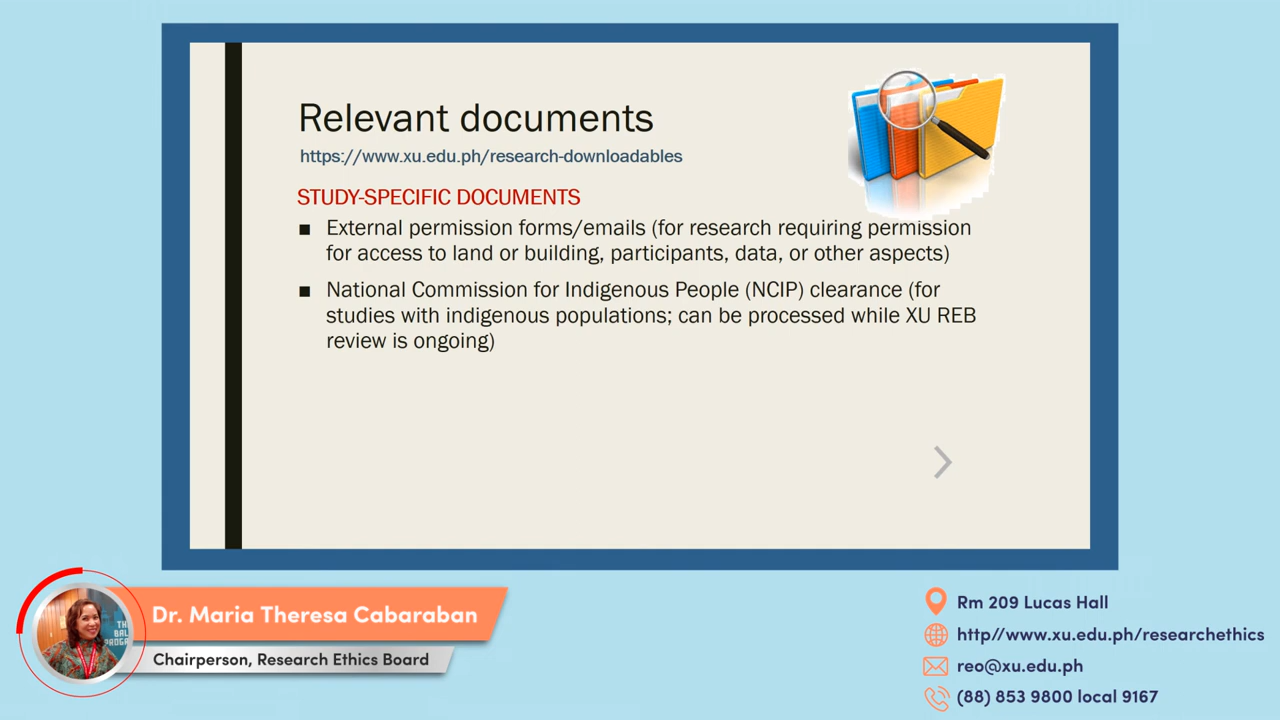 Relevant documents
https://www.xu.edu.ph/research-downloadables
STUDY-SPECIFIC DOCUMENTS
■ External permission forms/emails (for research requiring permission
for access to land or building, participants, data, or other aspects)
■ National Commission for Indigenous People (NCIP) clearance (for
studies with indigenous populations; can be processed while XU REB
review is ongoing)
Dr. Maria Theresa Cabaraban
Chairperson, Research Ethics Board
Rm 209 Lucas Hall
http//www.xu.edu.ph/researchethics
reo@xu.edu.ph
(88) 853 9800 local 9167